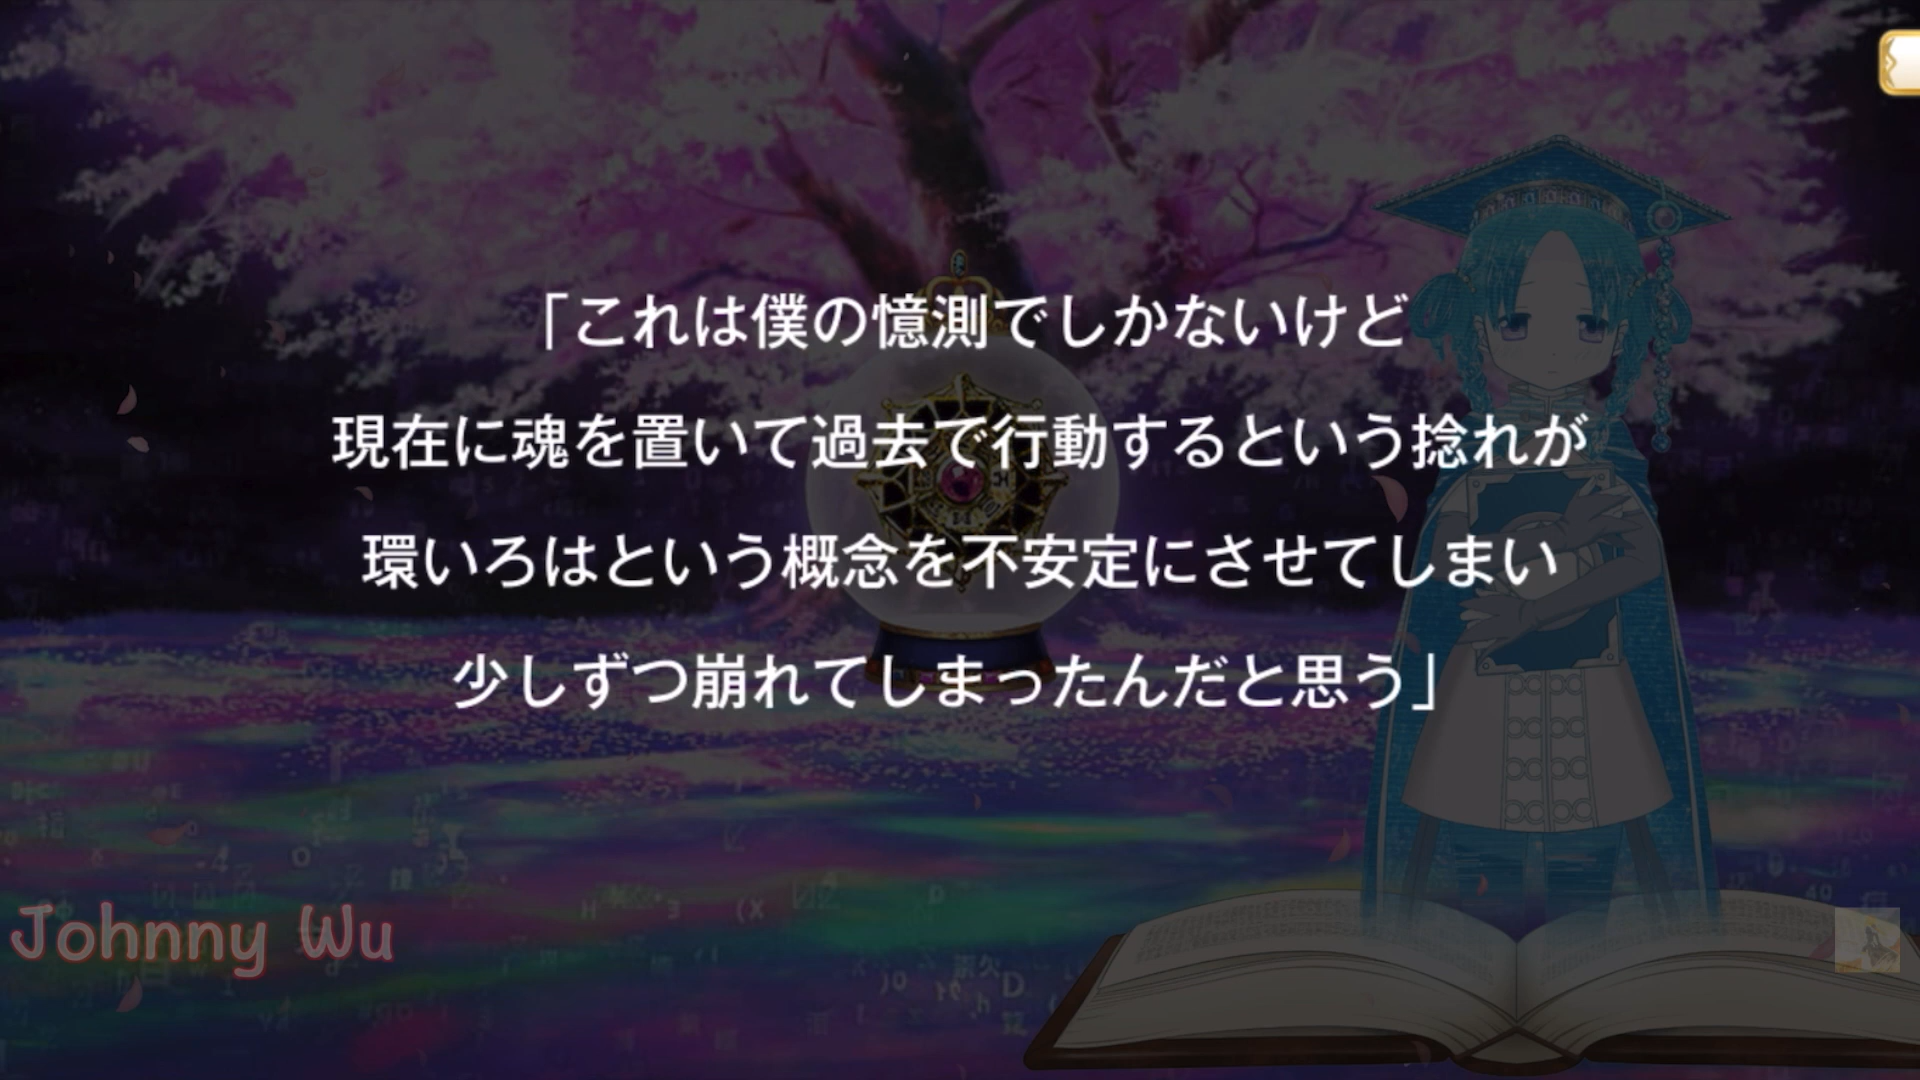 「これは僕の憶測でしかないけど
現在に魂を置いて過去で行動するという捻れが
環いろはという概念を不安定にさせてしまい
少しずつ崩れてしまったんだと思う」
Johnny Wu